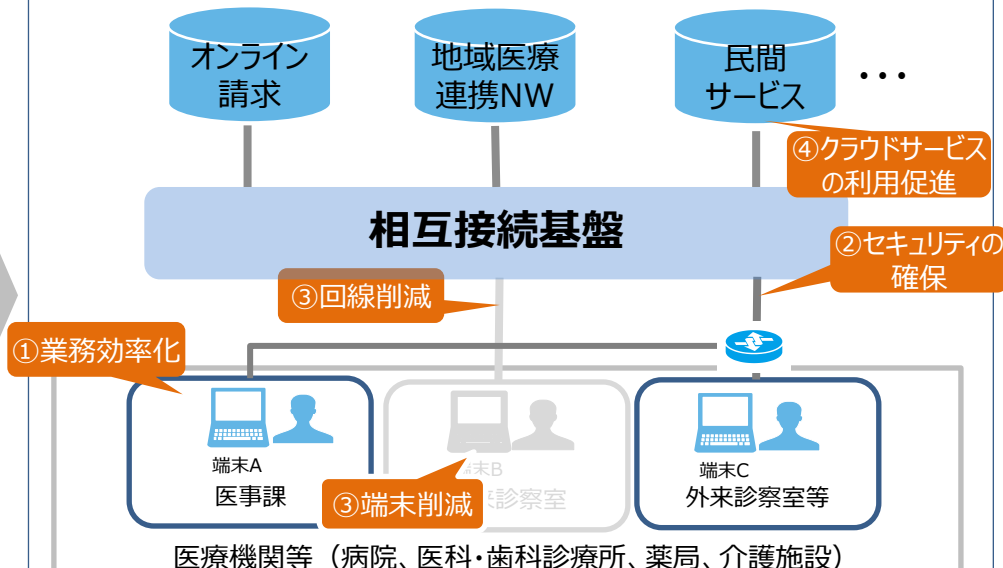 オンライン
請求
地域医療
連携NW
民間
サービス
・・・
④クラウドサービス
の利用促進
相互接続基盤
②セキュリティの
確保
③回線削減
①業務効率化
端末A
医事課
末B
③端末削減
診察室
端末C
外来診察室等
医療機関等（病院、医科・歯科診療所、薬局、介護施設）